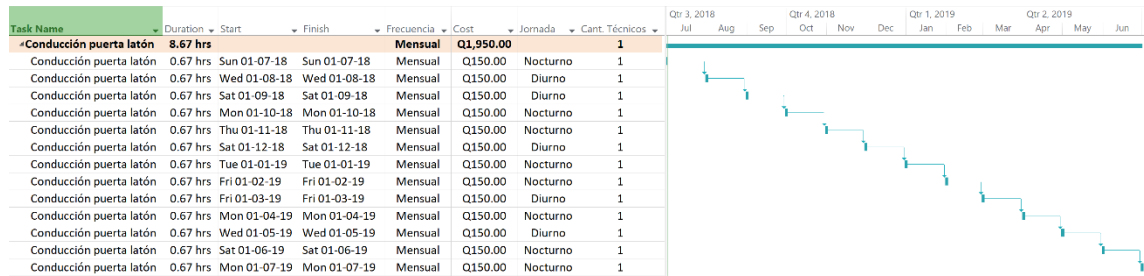 Qtr 3, 2018 Qtr 4, 2018 Qtr 1, 2019 Qtr 2, 2019
Task Name Duration Start Finish Frecuencia Cost Jornada Cant. Técnicos Jul Aug Sep Oct Nov Dec Jan Feb Mar Apr May Jun
Conducción puerta latón 8.67 hrs Mensual Q1,950.00 1
Conducción puerta latón 0.67 hrs Sun 01-07-18 Sun 01-07-18 Mensual Q150.00 Nocturno 1
Conducción puerta latón 0.67 hrs Wed 01-08-18 Wed 01-08-18 Mensual Q150.00 Diurno 1
Conducción puerta latón 0.67 hrs Sat 01-09-18 Sat 01-09-18 Mensual Q150.00 Diurno 1
Conducción puerta latón 0.67 hrs Mon 01-10-18 Mon 01-10-18 Mensual Q150.00 Nocturno 1
Conducción puerta latón 0.67 hrs Thu 01-11-18 Thu 01-11-18 Mensual Q150.00 Nocturno 1
Conducción puerta latón 0.67 hrs Sat 01-12-18 Sat 01-12-18 Mensual Q150.00 Diurno 1
Conducción puerta latón 0.67 hrs Tue 01-01-19 Tue 01-01-19 Mensual Q150.00 Nocturno 1
Conducción puerta latón 0.67 hrs Fri 01-02-19 Fri 01-02-19 Mensual Q150.00 Nocturno 1
Conducción puerta latón 0.67 hrs Fri 01-03-19 Fri 01-03-19 Mensual Q150.00 Diurno 1
Conducción puerta latón 0.67 hrs Mon 01-04-19 Mon 01-04-19 Mensual Q150.00 Nocturno 1
Conducción puerta latón 0.67 hrs Wed 01-05-19 Wed 01-05-19 Mensual Q150.00 Diurno 1
Conducción puerta latón 0.67 hrs Sat 01-06-19 Sat 01-06-19 Mensual Q150.00 Nocturno 1
Conducción puerta latón 0.67 hrs Mon 01-07-19 Mon 01-07-19 Mensual Q150.00 Nocturno 1